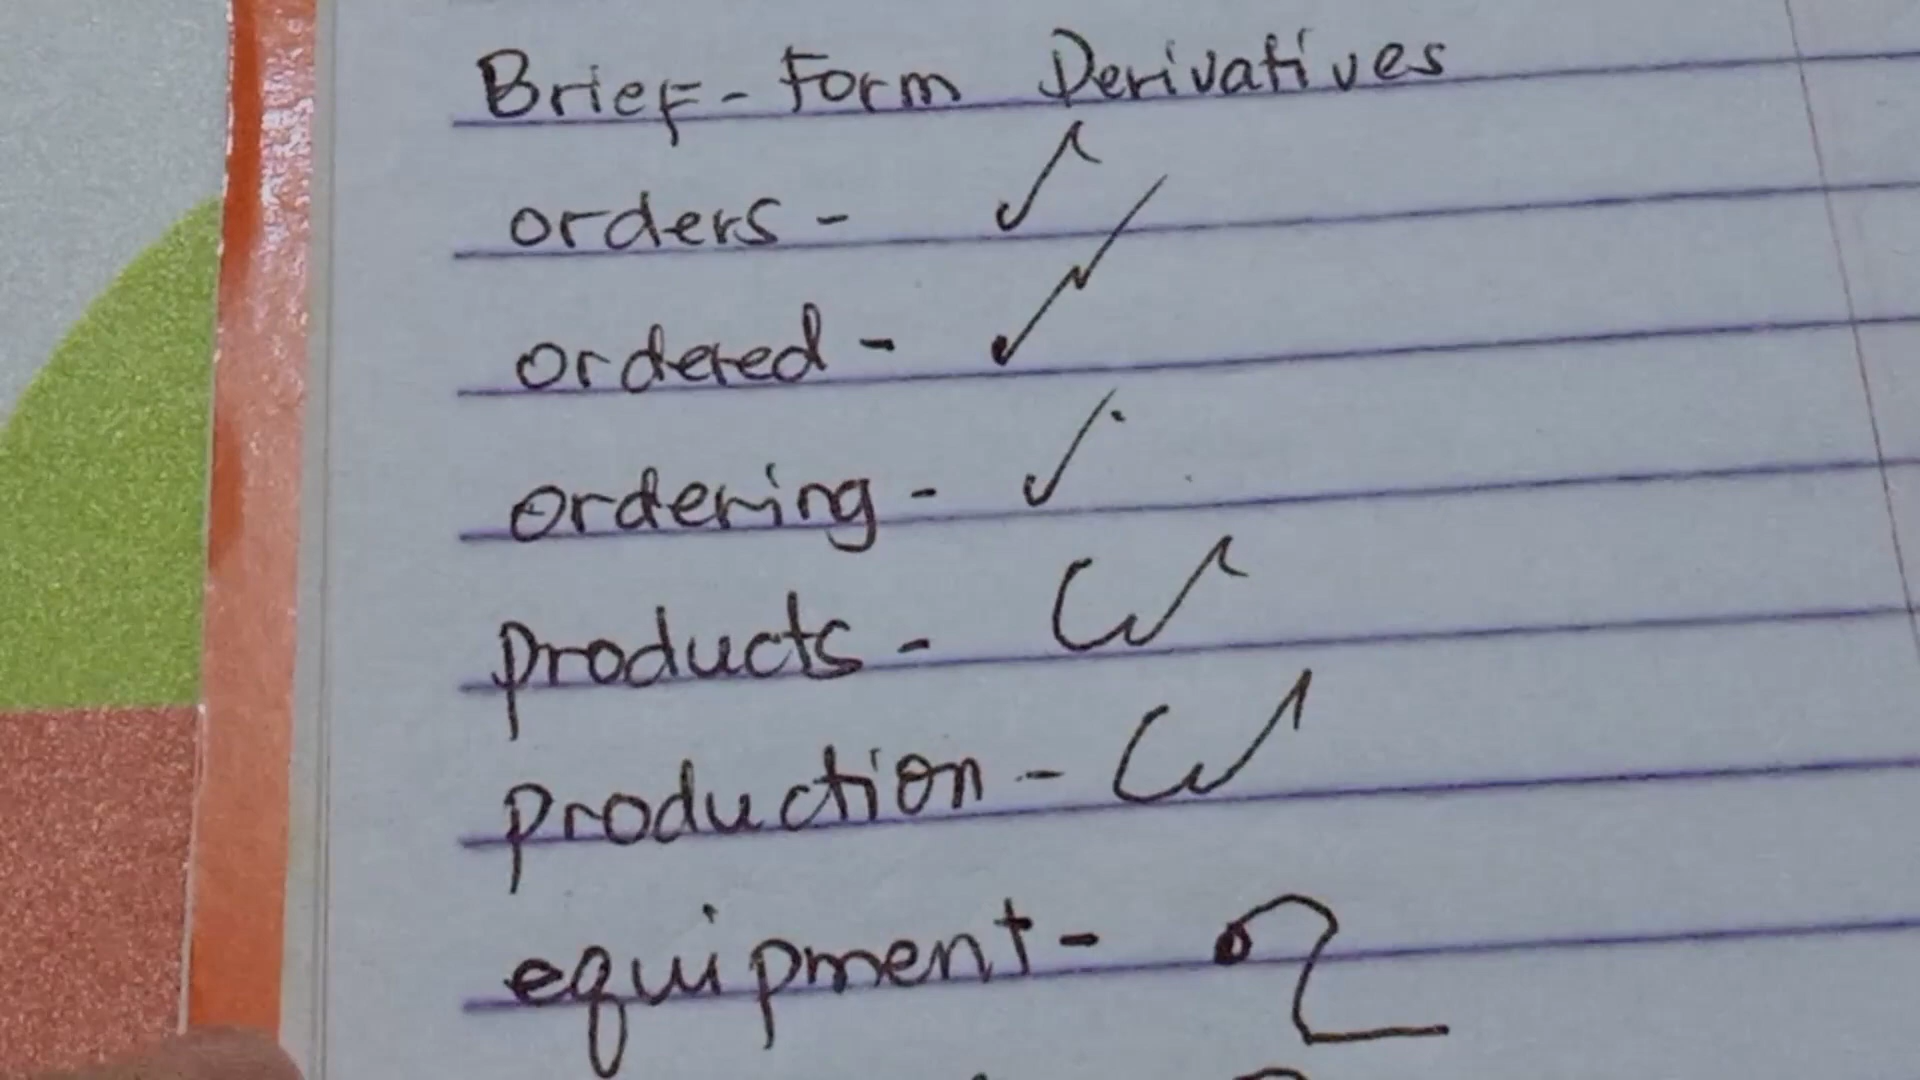 Brief-Form Derivatives
orders -
ordered -
ordering -
products -
production -
equipment -